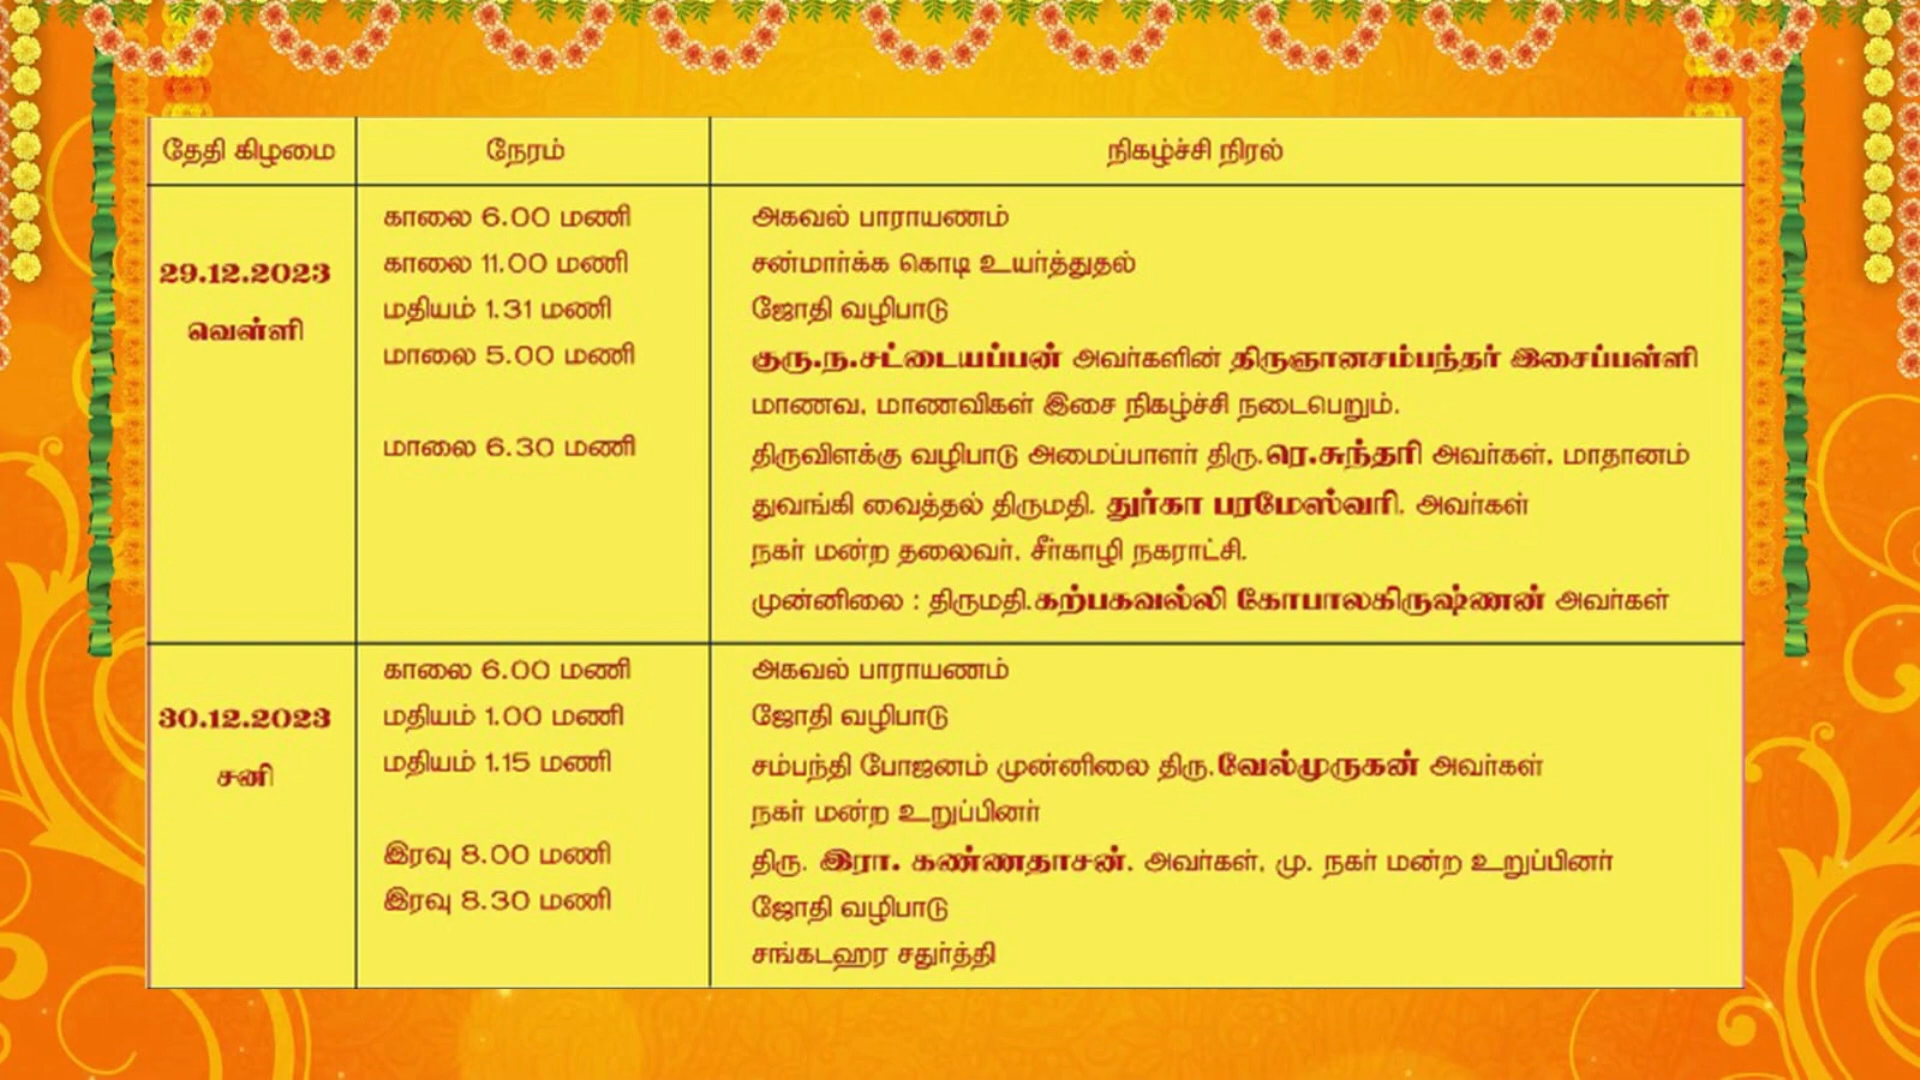 தேதி கிழமை நேரம் நிகழ்ச்சி நிரல்
29.12.2023
வெள்ளி
காலை 6.00 மணி அகவல் பாராயணம்
காலை 11.00 மணி சன்மார்க்க கொடி உயர்த்துதல்
மதியம் 1.31 மணி ஜோதி வழிபாடு
மாலை 5.00 மணி குரு.ந.சட்டையப்பன் அவர்களின் திருஞானசம்பந்தர் இசைப்பள்ளி
மாணவ, மாணவிகள் இசை நிகழ்ச்சி நடைபெறும்.
மாலை 6.30 மணி திருவிளக்கு வழிபாடு அமைப்பாளர் திரு.ரெ.சுந்தரி அவர்கள், மாதானம்
துவங்கி வைத்தல் திருமதி. துர்கா பரமேஸ்வரி, அவர்கள்
நகர் மன்ற தலைவர், சீர்காழி நகராட்சி.
முன்னிலை : திருமதி.கற்பகவல்லி கோபாலகிருஷ்ணன் அவர்கள்
30.12.2023
சனி
காலை 6.00 மணி அகவல் பாராயணம்
மதியம் 1.00 மணி ஜோதி வழிபாடு
மதியம் 1.15 மணி சம்பந்தி போஜனம் முன்னிலை திரு.வேல்முருகன் அவர்கள்
நகர் மன்ற உறுப்பினர்
இரவு 8.00 மணி திரு. இரா. கண்ணதாசன், அவர்கள், மு. நகர் மன்ற உறுப்பினர்
இரவு 8.30 மணி ஜோதி வழிபாடு
சங்கடஹர சதுர்த்தி